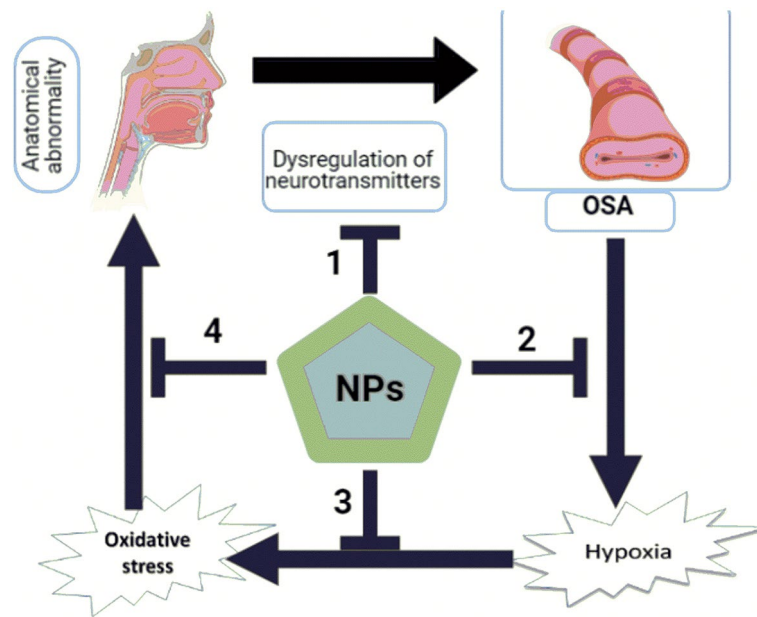 Anatomical
abnormality
Dysregulation of
neurotransmitters
OSA
1
4
2
NPs
3
Oxidative
stress
Hypoxia